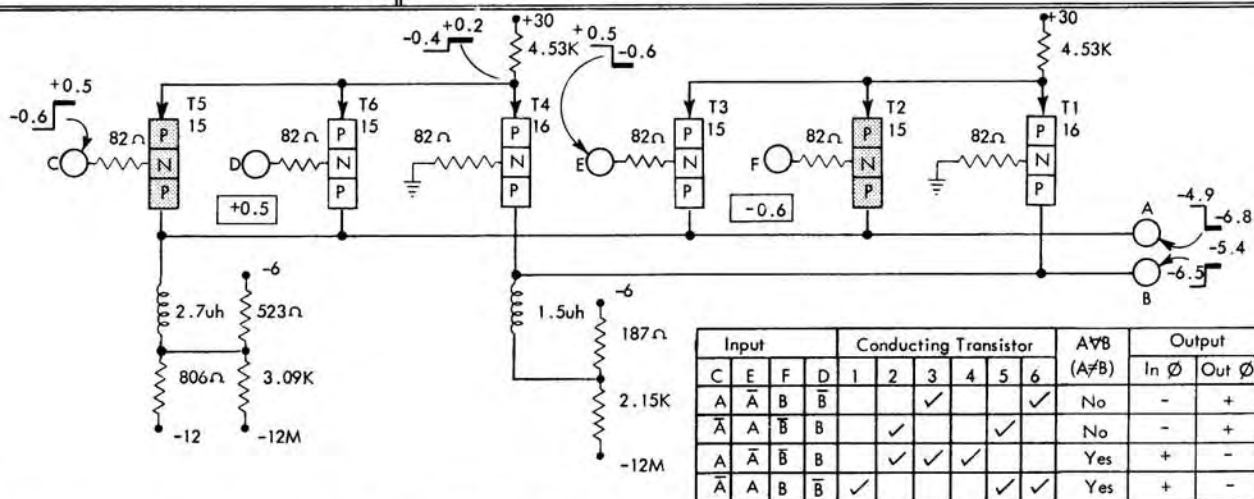 +30
4.53K
-0.4
+0.2
+0.5
-0.6
+30
4.53K
+0.5
-0.6
T5
15
T6
15
T4
16
T3
15
T2
15
T1
16
82Ω
82Ω
82Ω
82Ω
82Ω
82Ω
C
D
E
F
P
N
P
P
N
P
P
N
P
P
N
P
P
N
P
P
N
P
+0.5
-0.6
A
-4.9
-6.8
B
-5.4
-6.5
-6
2.7uh
523Ω
806Ω
3.09K
-12
-12M
-6
1.5uh
187Ω
2.15K
-12M
Input Conducting Transistor A∀B (A≠B) Output
C E F D 1 2 3 4 5 6 In Ø Out Ø
A A̅ B B̅ ✓ ✓ No - +
A̅ A B̅ B ✓ ✓ No - +
A A̅ B̅ B ✓ ✓ ✓ Yes + -
A̅ A B B̅ ✓ ✓ ✓ Yes + -